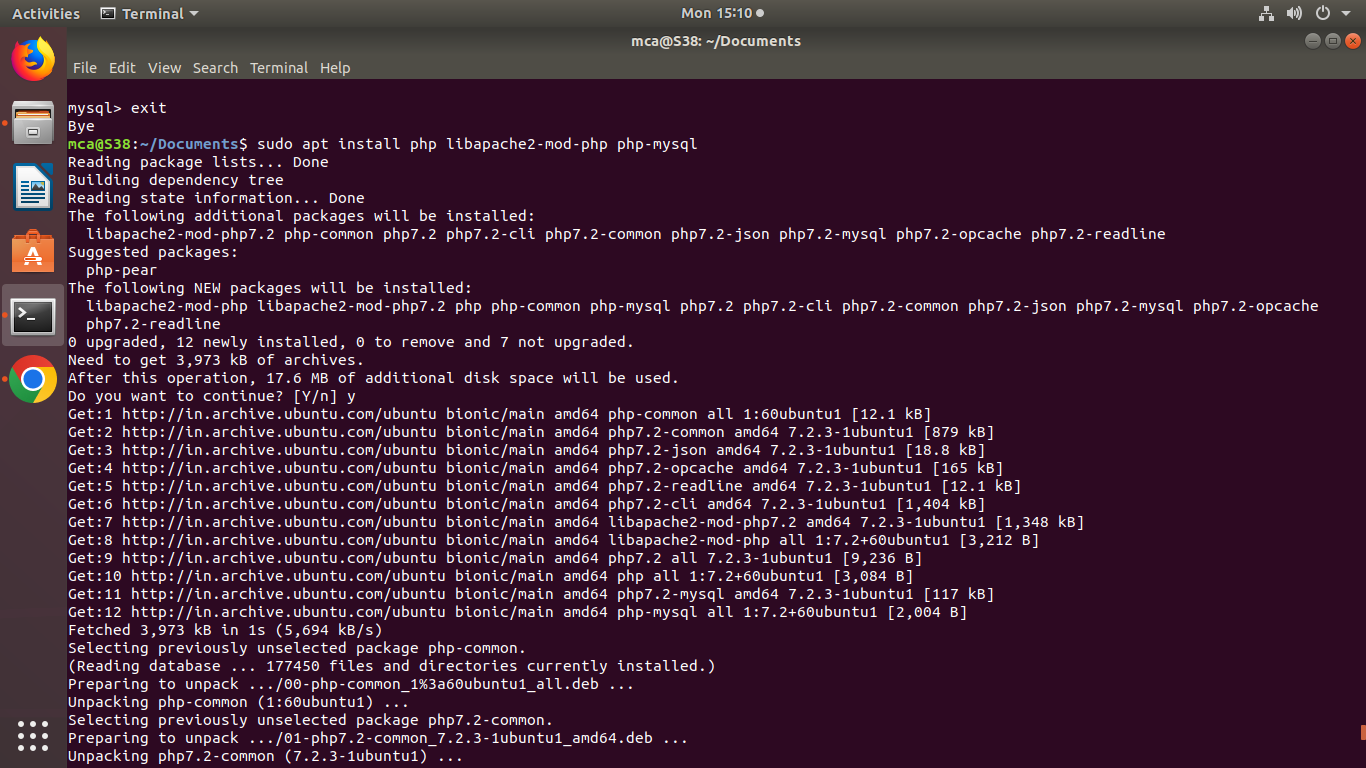 Activities Terminal Mon 15:10
mca@S38: ~/Documents
File Edit View Search Terminal Help
mysql> exit
Bye
mca@S38:~/Documents$ sudo apt install php libapache2-mod-php php-mysql
Reading package lists... Done
Building dependency tree
Reading state information... Done
The following additional packages will be installed:
  libapache2-mod-php7.2 php-common php7.2 php7.2-cli php7.2-common php7.2-json php7.2-mysql php7.2-opcache php7.2-readline
Suggested packages:
  php-pear
The following NEW packages will be installed:
  libapache2-mod-php libapache2-mod-php7.2 php php-common php-mysql php7.2 php7.2-cli php7.2-common php7.2-json php7.2-mysql php7.2-opcache
  php7.2-readline
0 upgraded, 12 newly installed, 0 to remove and 7 not upgraded.
Need to get 3,973 kB of archives.
After this operation, 17.6 MB of additional disk space will be used.
Do you want to continue? [Y/n] y
Get:1 http://in.archive.ubuntu.com/ubuntu bionic/main amd64 php-common all 1:60ubuntu1 [12.1 kB]
Get:2 http://in.archive.ubuntu.com/ubuntu bionic/main amd64 php7.2-common amd64 7.2.3-1ubuntu1 [879 kB]
Get:3 http://in.archive.ubuntu.com/ubuntu bionic/main amd64 php7.2-json amd64 7.2.3-1ubuntu1 [18.8 kB]
Get:4 http://in.archive.ubuntu.com/ubuntu bionic/main amd64 php7.2-opcache amd64 7.2.3-1ubuntu1 [165 kB]
Get:5 http://in.archive.ubuntu.com/ubuntu bionic/main amd64 php7.2-readline amd64 7.2.3-1ubuntu1 [12.1 kB]
Get:6 http://in.archive.ubuntu.com/ubuntu bionic/main amd64 php7.2-cli amd64 7.2.3-1ubuntu1 [1,404 kB]
Get:7 http://in.archive.ubuntu.com/ubuntu bionic/main amd64 libapache2-mod-php7.2 amd64 7.2.3-1ubuntu1 [1,348 kB]
Get:8 http://in.archive.ubuntu.com/ubuntu bionic/main amd64 libapache2-mod-php all 1:7.2+60ubuntu1 [3,212 B]
Get:9 http://in.archive.ubuntu.com/ubuntu bionic/main amd64 php7.2 all 7.2.3-1ubuntu1 [9,236 B]
Get:10 http://in.archive.ubuntu.com/ubuntu bionic/main amd64 php all 1:7.2+60ubuntu1 [3,084 B]
Get:11 http://in.archive.ubuntu.com/ubuntu bionic/main amd64 php7.2-mysql amd64 7.2.3-1ubuntu1 [117 kB]
Get:12 http://in.archive.ubuntu.com/ubuntu bionic/main amd64 php-mysql all 1:7.2+60ubuntu1 [2,004 B]
Fetched 3,973 kB in 1s (5,694 kB/s)
Selecting previously unselected package php-common.
(Reading database ... 177450 files and directories currently installed.)
Preparing to unpack .../00-php-common_1%3a60ubuntu1_all.deb ...
Unpacking php-common (1:60ubuntu1) ...
Selecting previously unselected package php7.2-common.
Preparing to unpack .../01-php7.2-common_7.2.3-1ubuntu1_amd64.deb ...
Unpacking php7.2-common (7.2.3-1ubuntu1) ...